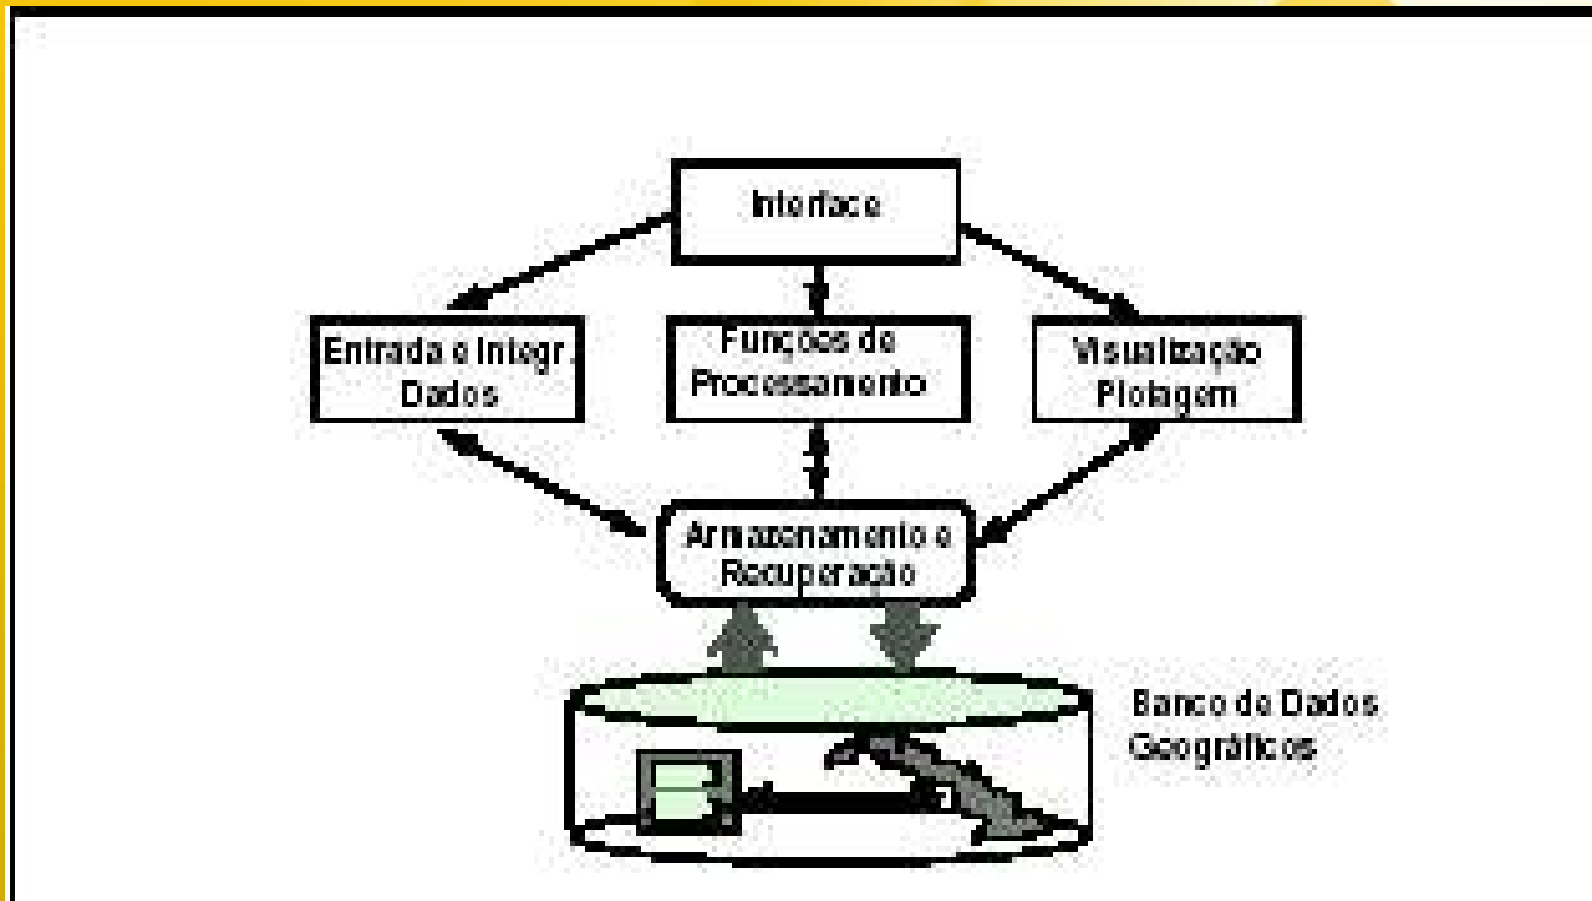 Interface
Entrada e Integr.
Dados
Funções de
Processamento
Visualização
Plotagem
Armazenamento e
Recuperação
Banco de Dados
Geográficos